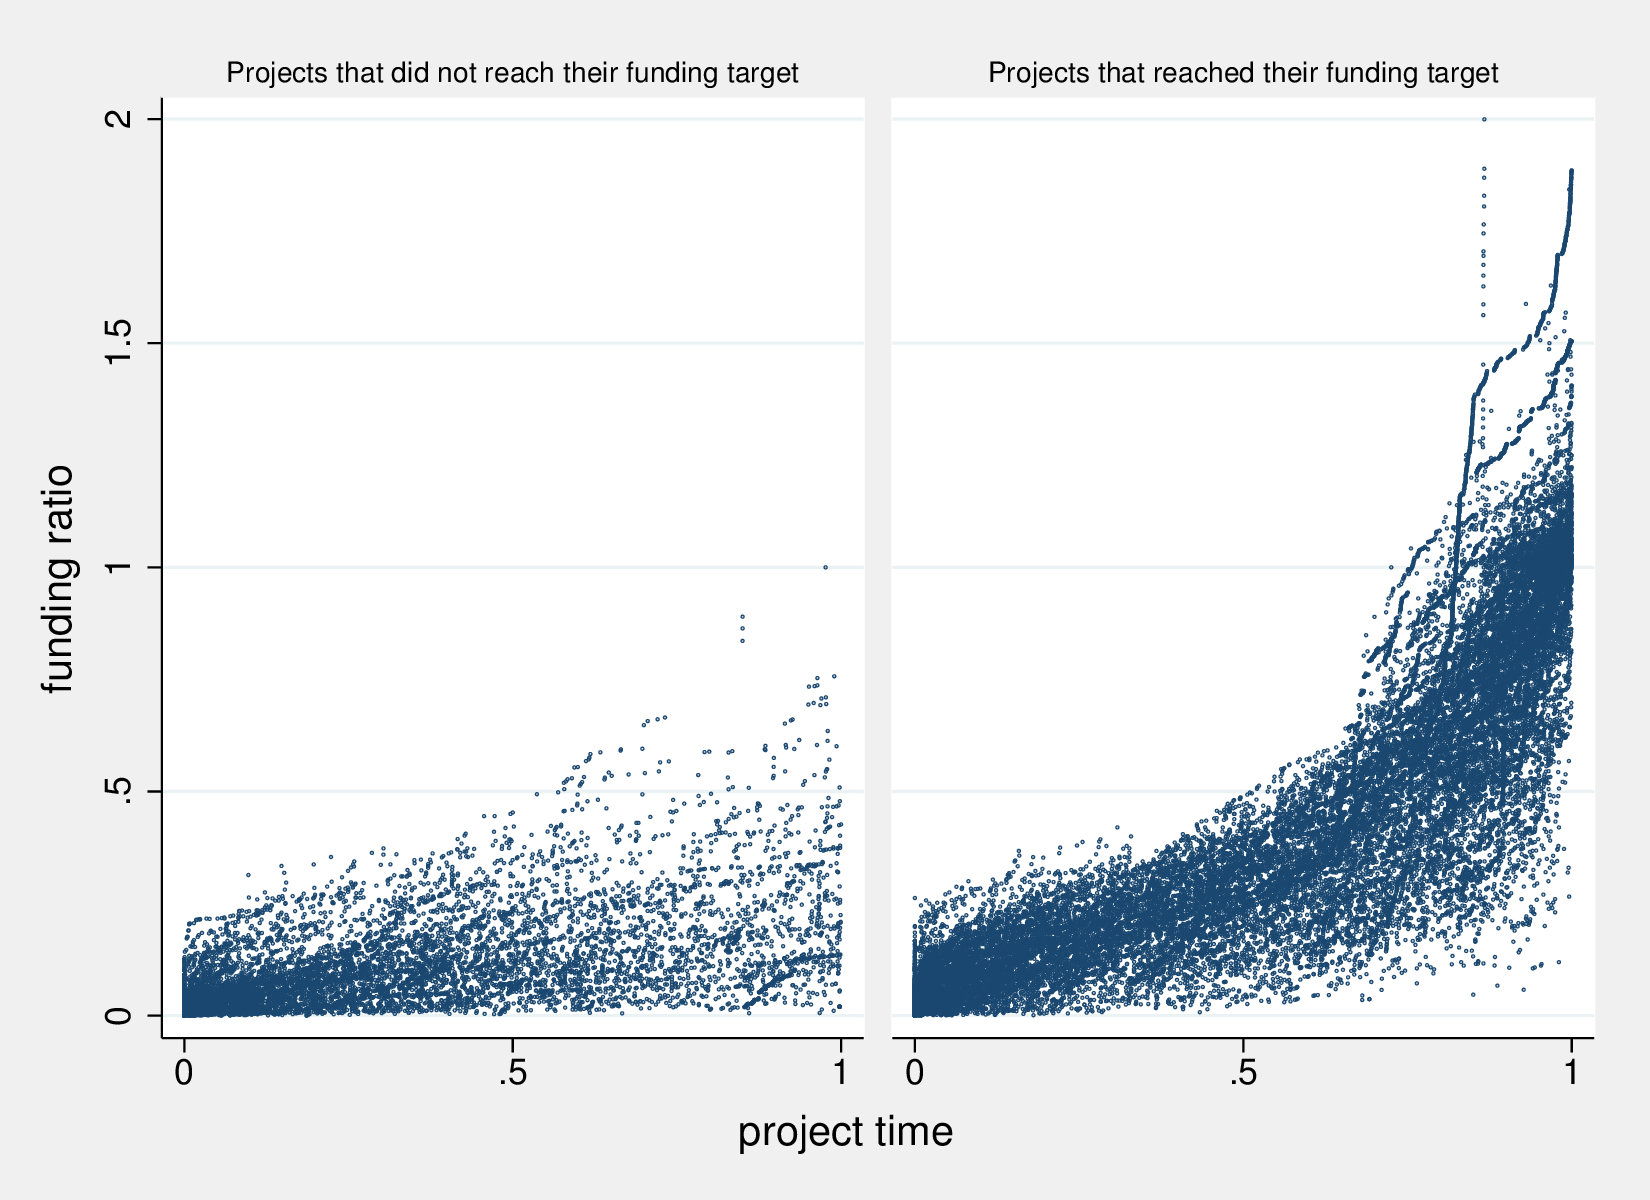 Projects that did not reach their funding target
Projects that reached their funding target
2
1.5
1
.5
0
funding ratio
0
.5
1
0
.5
1
project time